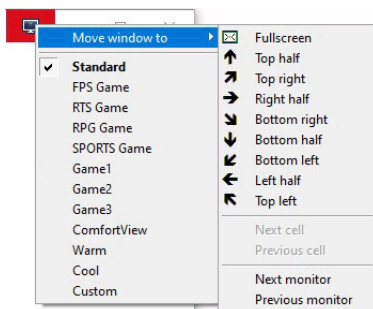 Move window to
Standard
FPS Game
RTS Game
RPG Game
SPORTS Game
Game1
Game2
Game3
ComfortView
Warm
Cool
Custom
Fullscreen
Top half
Top right
Right half
Bottom right
Bottom half
Bottom left
Left half
Top left
Next cell
Previous cell
Next monitor
Previous monitor